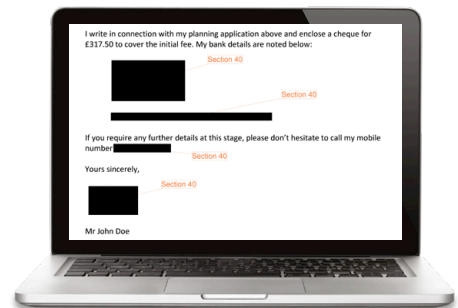 I write in connection with my planning application above and enclose a cheque for
£317.50 to cover the initial fee. My bank details are noted below:
Section 40
Section 40
If you require any further details at this stage, please don't hesitate to call my mobile
number
Section 40
Yours sincerely,
Section 40
Mr John Doe